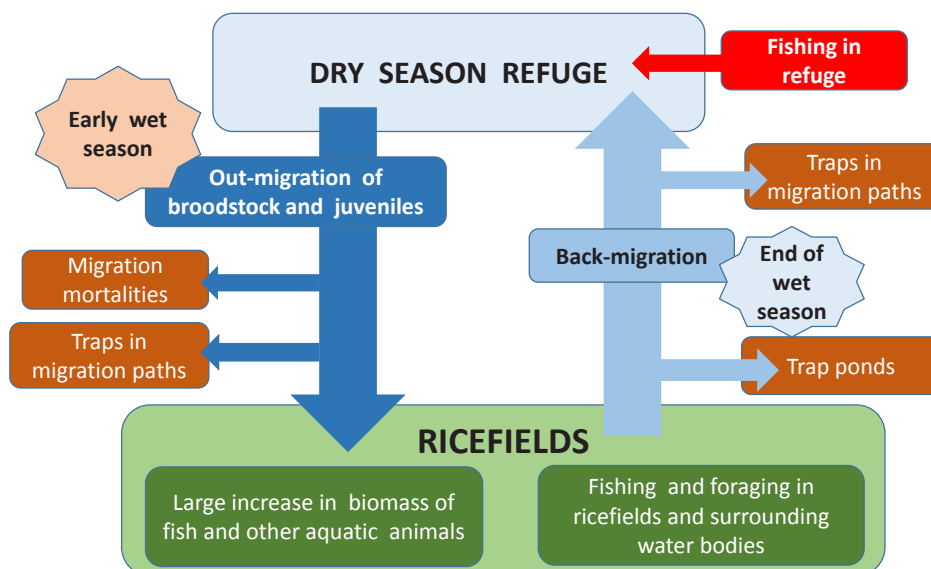 DRY SEASON REFUGE
Fishing in
refuge
Early wet
season
Out-migration of
broodstock and juveniles
Traps in
migration paths
Back-migration
End of
wet
season
Migration
mortalities
Traps in
migration paths
Trap ponds
RICEFIELDS
Large increase in biomass of
fish and other aquatic animals
Fishing and foraging in
ricefields and surrounding
water bodies